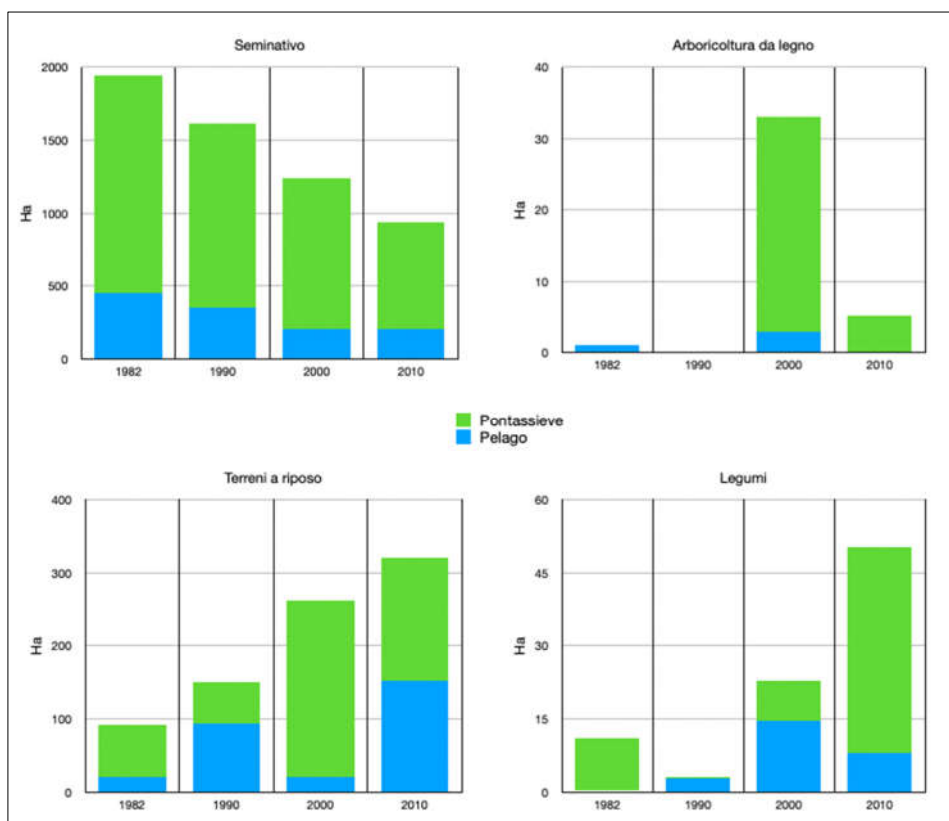 Seminativo
2000
1500
1000
500
0
Ha
1982 1990 2000 2010
Arboricoltura da legno
40
30
20
10
0
Ha
1982 1990 2000 2010
Pontassieve
Pelago
Terreni a riposo
400
300
200
100
0
Ha
1982 1990 2000 2010
Legumi
60
45
30
15
0
Ha
1982 1990 2000 2010